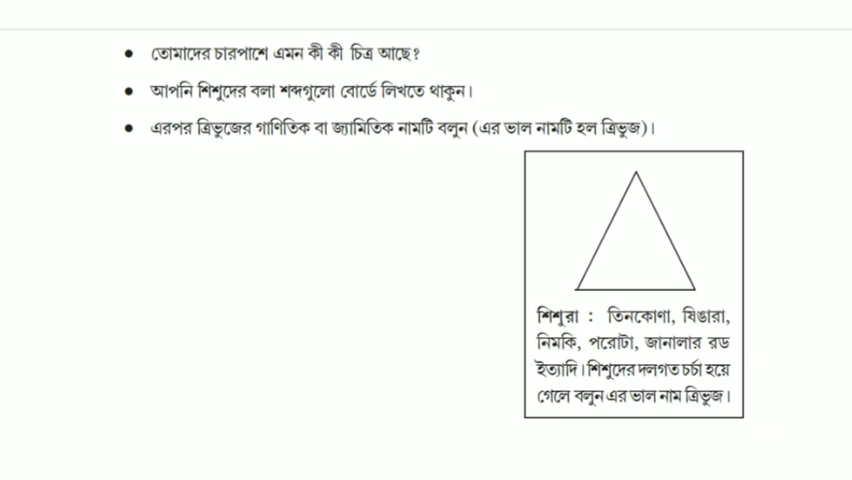 তোমাদের চারপাশে এমন কী কী চিত্র আছে?
আপনি শিশুদের বলা শব্দগুলো বোর্ডে লিখতে থাকুন।
এরপর ত্রিভুজের গাণিতিক বা জ্যামিতিক নামটি বলুন (এর ভাল নামটি হল ত্রিভুজ)।
শিশুরা : তিনকোণা, ষিঙারা,
নিমকি, পরোটা, জানালার রড
ইত্যাদি। শিশুদের দলগত চর্চা হয়ে
গেলে বলুন এর ভাল নাম ত্রিভুজ।